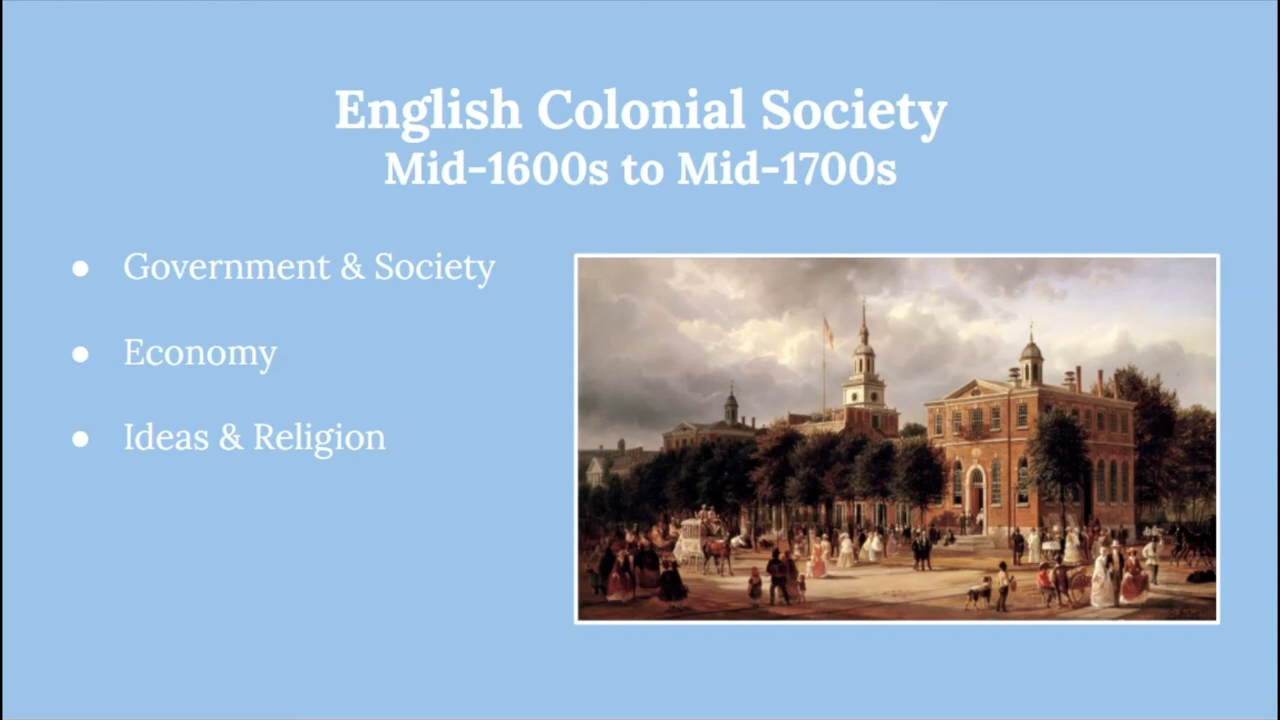 English Colonial Society
Mid-1600s to Mid-1700s
● Government & Society
● Economy
● Ideas & Religion